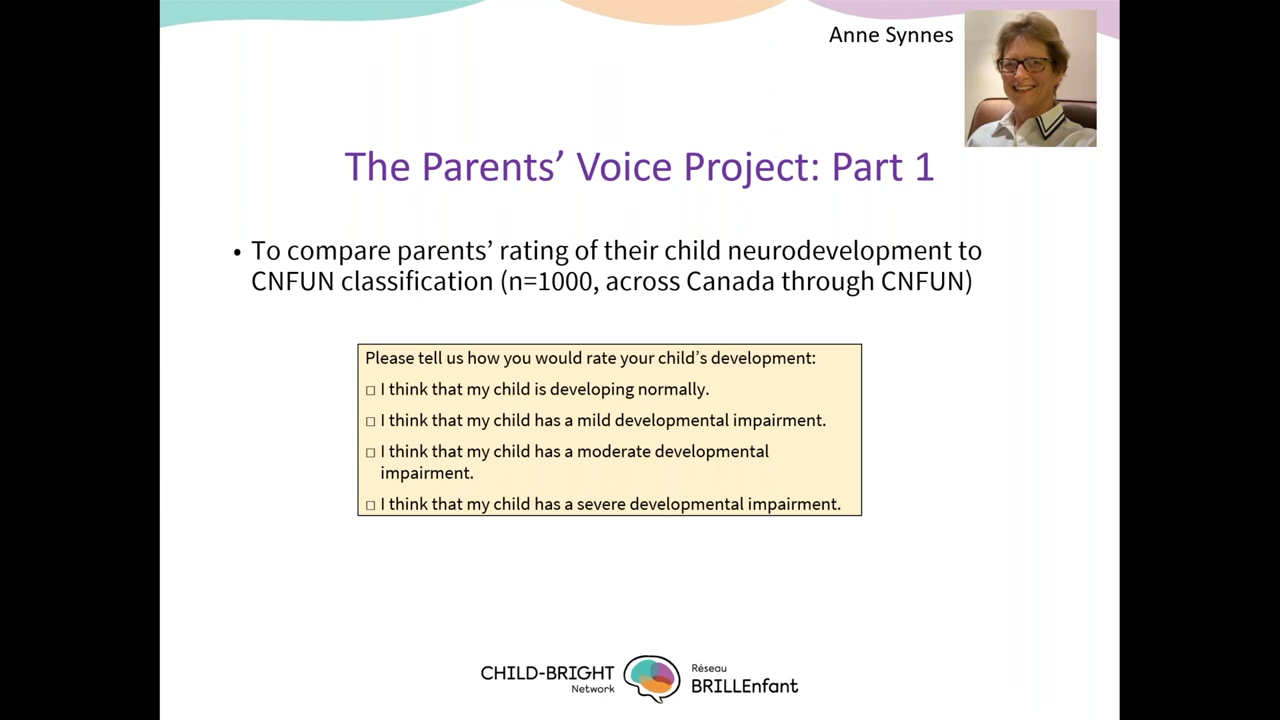 Anne Synnes
The Parents’ Voice Project: Part 1
• To compare parents’ rating of their child neurodevelopment to
CNFUN classification (n=1000, across Canada through CNFUN)
Please tell us how you would rate your child’s development:
□ I think that my child is developing normally.
□ I think that my child has a mild developmental impairment.
□ I think that my child has a moderate developmental
impairment.
□ I think that my child has a severe developmental impairment.
CHILD-BRIGHT
Network
Réseau
BRILLEnfant